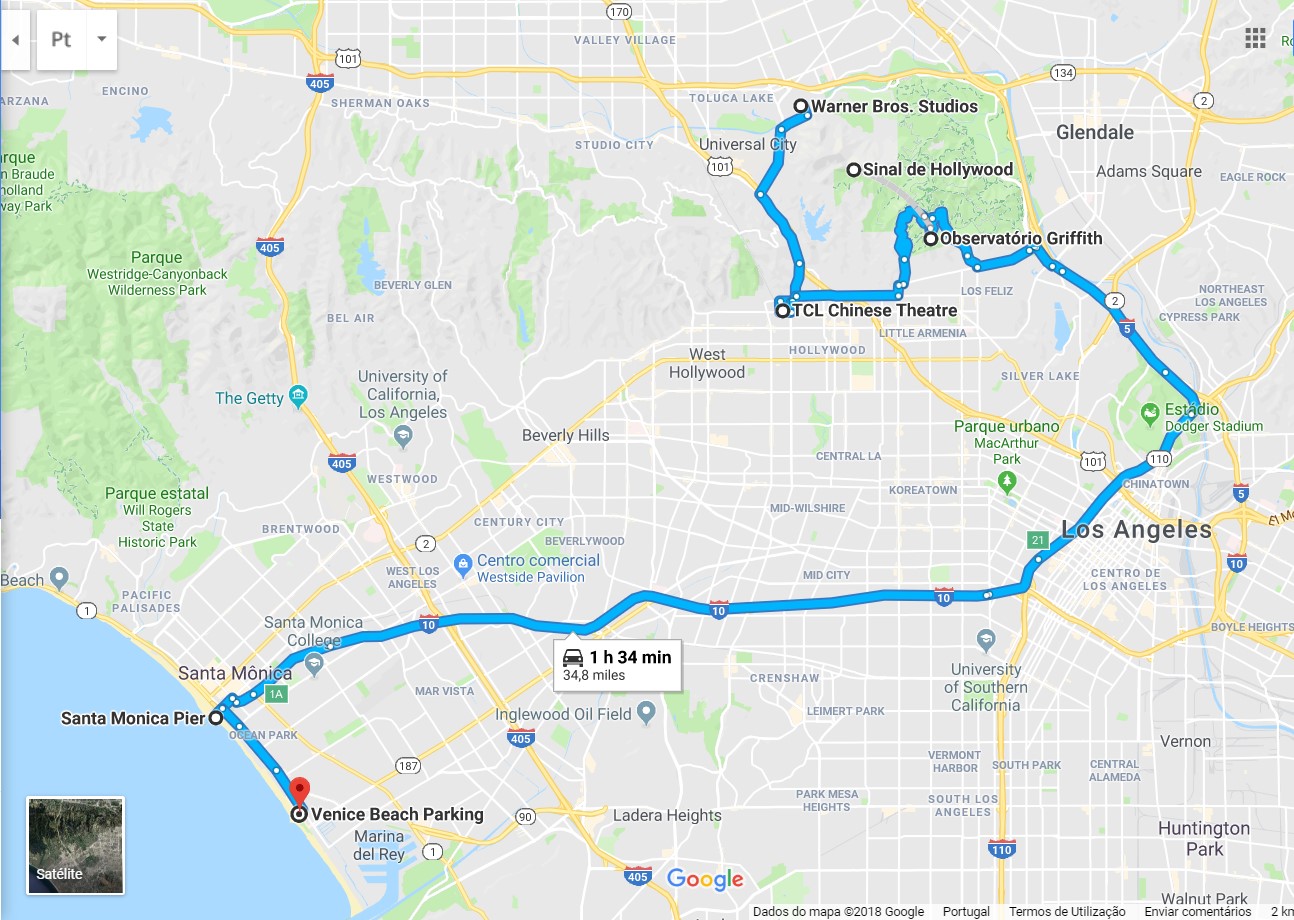 170
Pt
VALLEY VILLAGE
101
134
405
ENCINO
TOLUCA LAKE
2
ARZANA
SHERMAN OAKS
Warner Bros. Studios
Glendale
STUDIO CITY
Universal City
arque
n Braude
holland
way Park
101
Sinal de Hollywood
Adams Square
EAGLE ROCK
405
Observatório Griffith
Parque
Westridge-Canyonback
Wilderness Park
BEVERLY GLEN
LOS FELIZ
NORTHEAST
LOS ANGELES
2
BEL AIR
TCL Chinese Theatre
CYPRESS PARK
5
LITTLE ARMENIA
HOLLYWOOD
West
Hollywood
SILVER LAKE
University of
California,
Los Angeles
The Getty
Estádio
Dodger Stadium
Beverly Hills
Parque urbano
MacArthur
Park
CENTRAL LA
405
101
110
WESTWOOD
KOREATOWN
CHINATOWN
5
Parque estatal
Will Rogers
State
Historic Park
MID-WILSHIRE
El Mo
BRENTWOOD
CENTURY CITY
Los Angeles
2
BEVERLYWOOD
21
Centro comercial
Westside Pavilion
WEST LOS
ANGELES
MID CITY
10
CENTRO DE
LOS ANGELES
Beach
PACIFIC
PALISADES
1
10
10
10
Santa Monica
College
BOYLE HEIGHTS
1 h 34 min
34,8 miles
Santa Mônica
1A
MAR VISTA
CRENSHAW
University
of Southern
California
Santa Monica Pier
Inglewood Oil Field
LEIMERT PARK
OCEAN PARK
405
Vernon
187
VERMONT
HARBOR
SOUTH PARK
CENTRAL
ALAMEDA
PARK MESA
HEIGHTS
SOUTH LOS
ANGELES
Venice Beach Parking
90
Ladera Heights
Marina
del Rey
1
Huntington
Park
110
Satélite
405
Google
Walnut Park
Dados do mapa ©2018 Google Portugal Termos de Utilização Enviar comentários 2 km